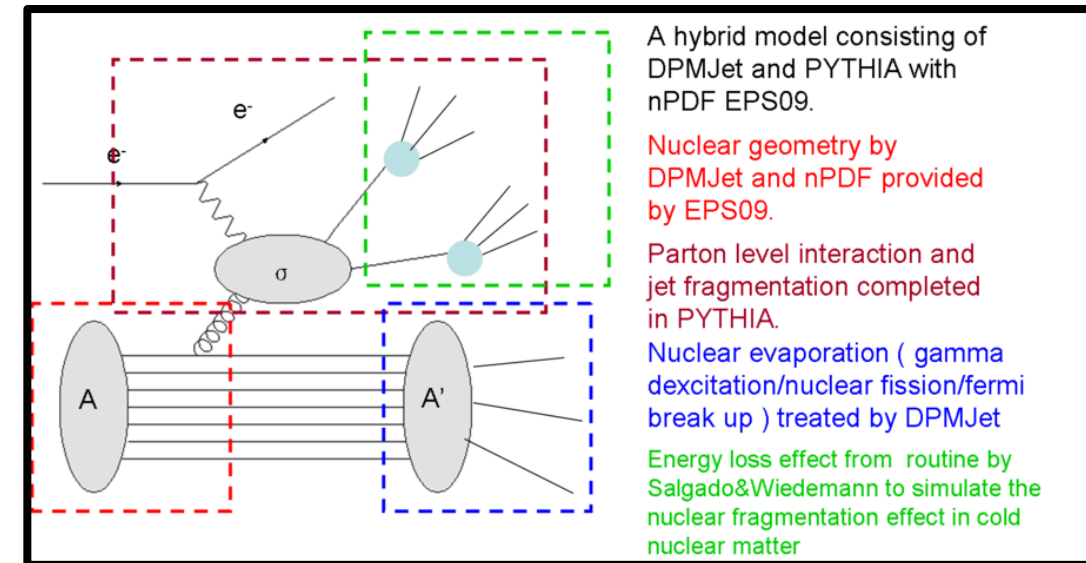 e-
e-
σ
A
A'
A hybrid model consisting of
DPMJet and PYTHIA with
nPDF EPS09.
Nuclear geometry by
DPMJet and nPDF provided
by EPS09.
Parton level interaction and
jet fragmentation completed
in PYTHIA.
Nuclear evaporation ( gamma
dexcitation/nuclear fission/fermi
break up ) treated by DPMJet
Energy loss effect from routine by
Salgado&Wiedemann to simulate the
nuclear fragmentation effect in cold
nuclear matter